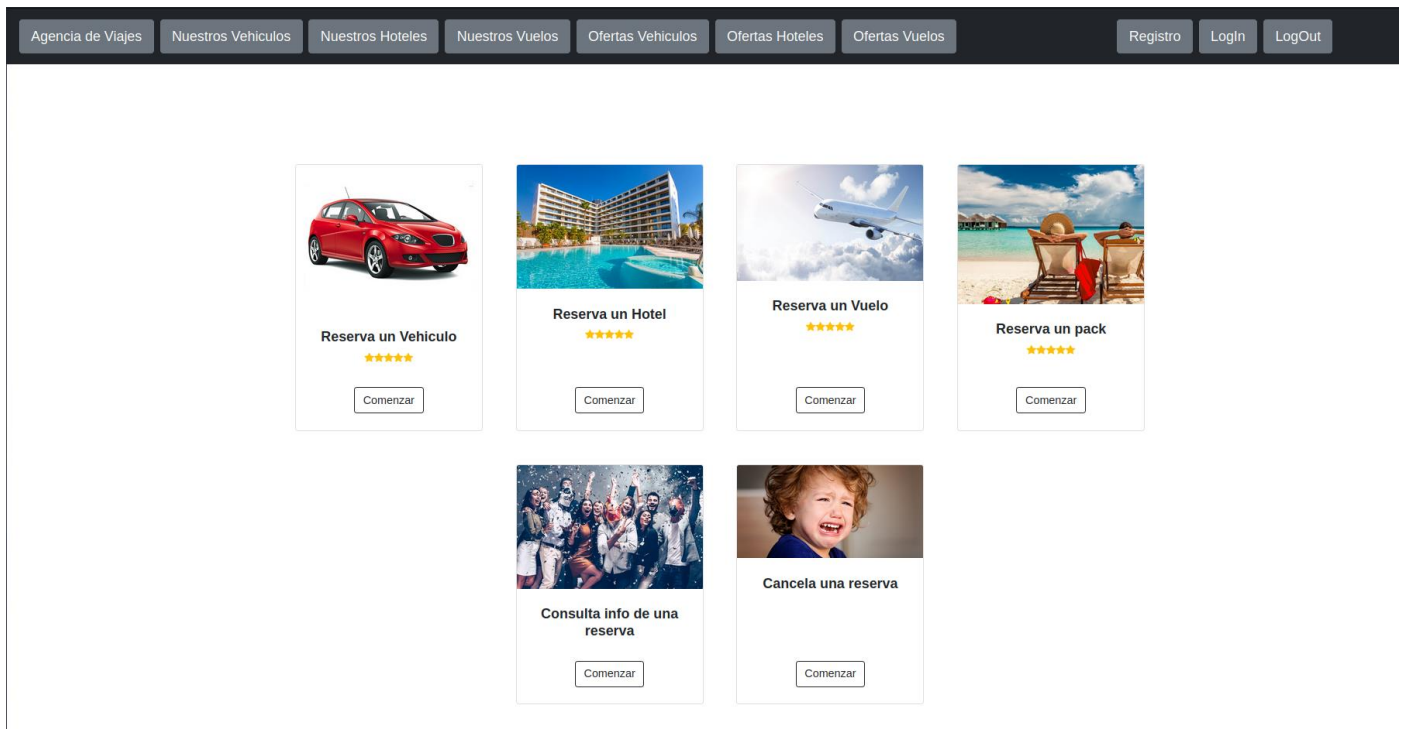 Agencia de Viajes Nuestros Vehiculos Nuestros Hoteles Nuestros Vuelos Ofertas Vehiculos Ofertas Hoteles Ofertas Vuelos Registro LogIn LogOut
Reserva un Vehiculo
Comenzar
Reserva un Hotel
Comenzar
Reserva un Vuelo
Comenzar
Reserva un pack
Comenzar
Consulta info de una
reserva
Comenzar
Cancela una reserva
Comenzar